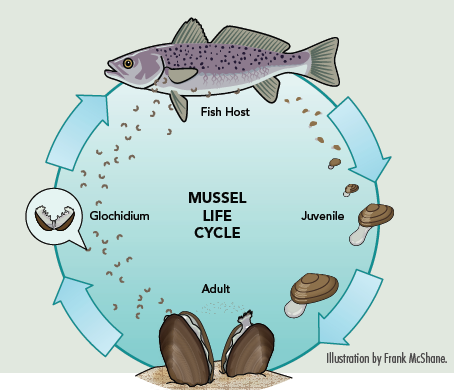 Fish Host
MUSSEL
LIFE
CYCLE
Glochidium
Juvenile
Adult
Illustration by Frank McShane.